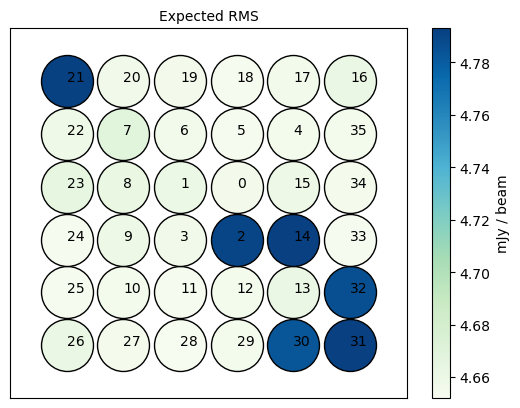 Expected RMS
21 20 19 18 17 16
22 7 6 5 4 35
23 8 1 0 15 34
24 9 3 2 14 33
25 10 11 12 13 32
26 27 28 29 30 31
4.78
4.76
4.74
4.72
4.70
4.68
4.66
mJy / beam